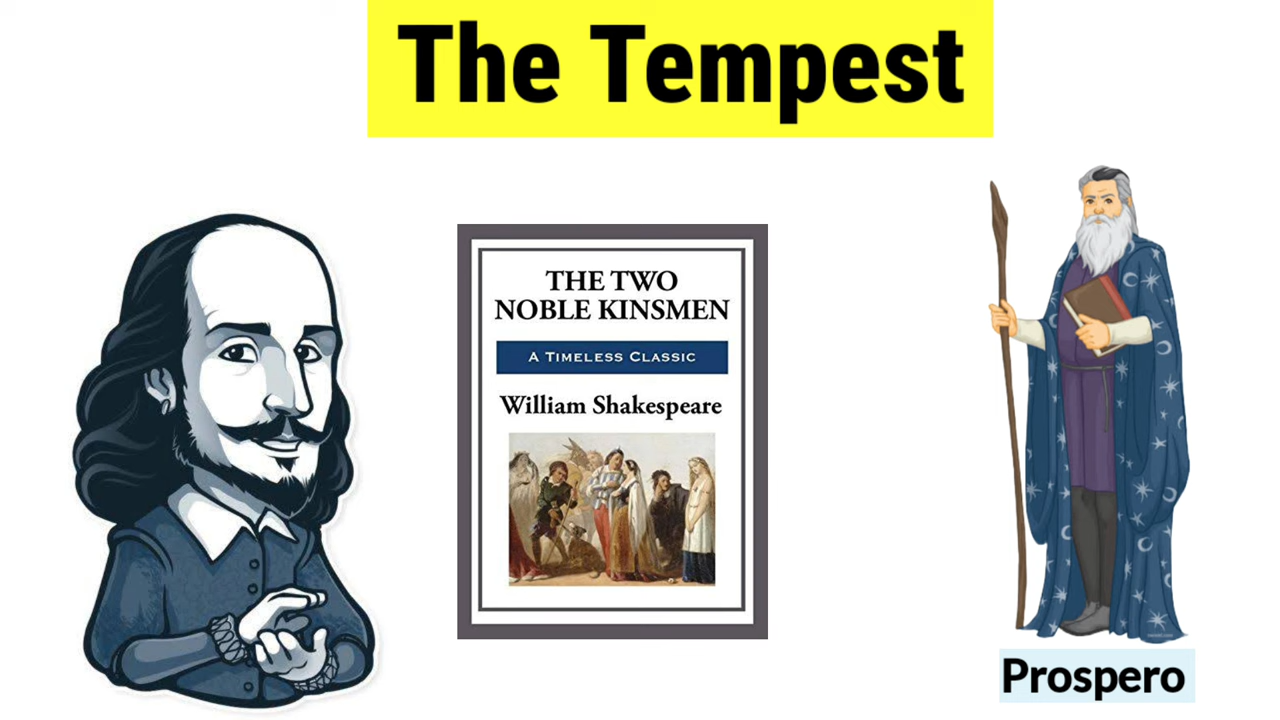 The Tempest
THE TWO
NOBLE KINSMEN
A TIMELESS CLASSIC
William Shakespeare
Prospero